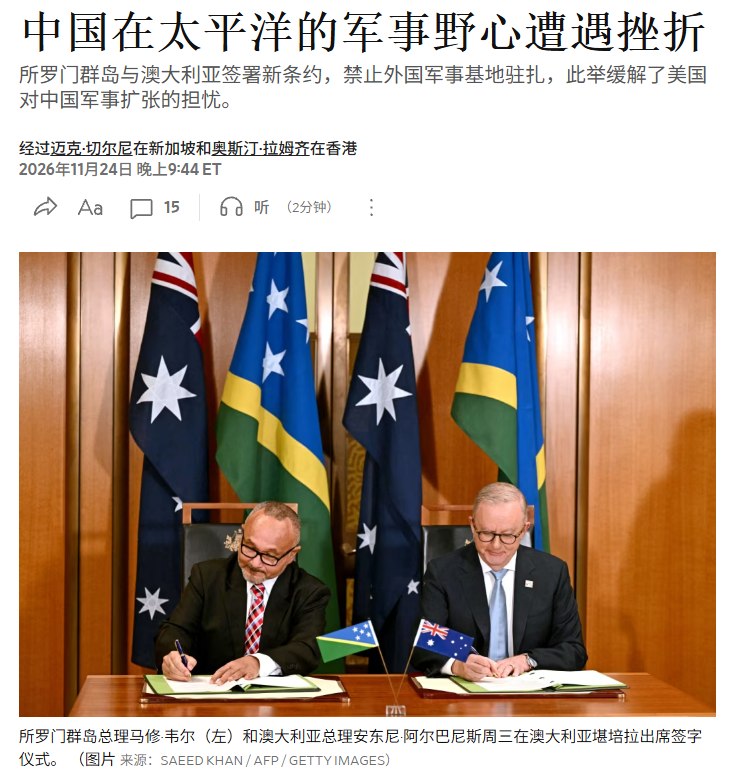 中国在太平洋的军事野心遭遇挫折
所罗门群岛与澳大利亚签署新条约，禁止外国军事基地驻扎，此举缓解了美国
对中国军事扩张的担忧。
经过迈克·切尔尼在新加坡和奥斯汀·拉姆齐在香港
2026年11月24日 晚上9:44 ET
Aa 15 听 （2分钟）
所罗门群岛总理马修·韦尔（左）和澳大利亚总理安东尼·阿尔巴尼斯周三在澳大利亚堪培拉出席签字
仪式。 （图片 来源：SAEED KHAN / AFP / GETTY IMAGES）